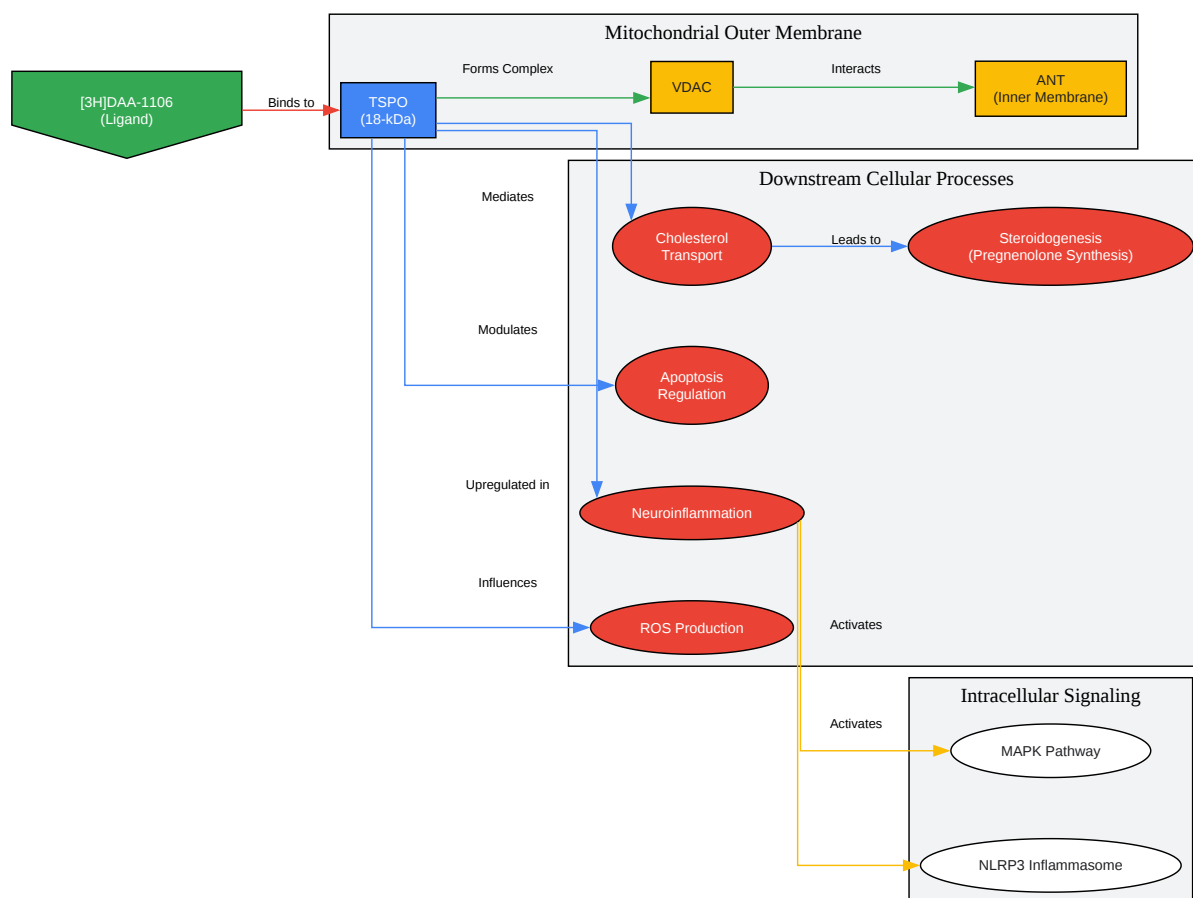 Mitochondrial Outer Membrane
[3H]DAA-1106
(Ligand)
Binds to
TSPO
(18-kDa)
Forms Complex
VDAC
Interacts
ANT
(Inner Membrane)
Downstream Cellular Processes
Mediates
Cholesterol
Transport
Leads to
Steroidogenesis
(Pregnenolone Synthesis)
Modulates
Apoptosis
Regulation
Upregulated in
Neuroinflammation
Influences
ROS Production
Activates
Intracellular Signaling
Activates
MAPK Pathway
NLRP3 Inflammasome